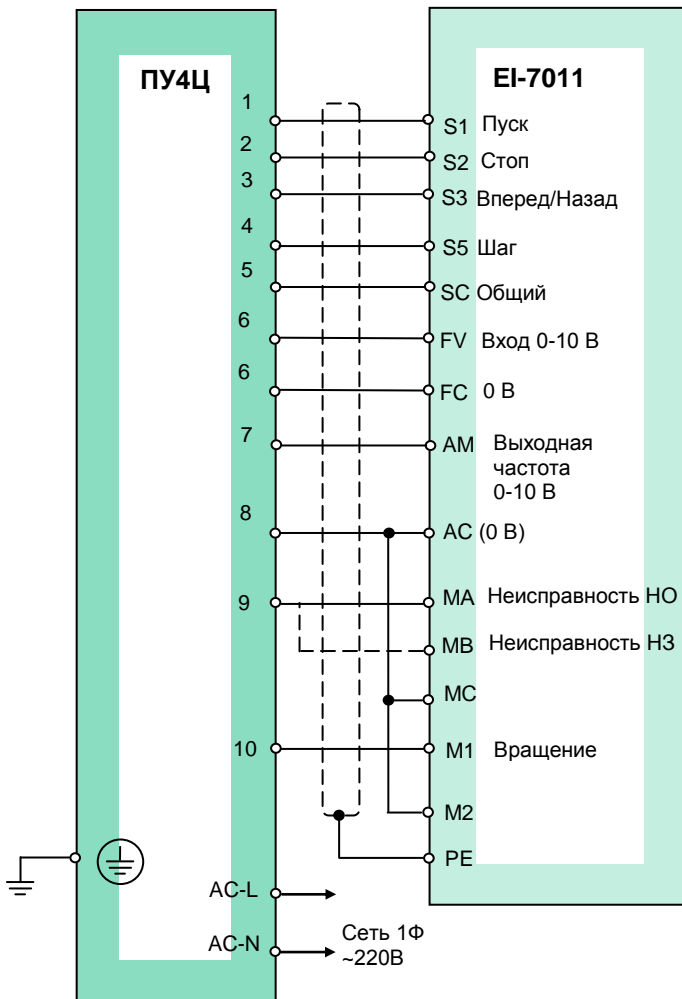 ПУ4Ц
EI-7011
1
S1 Пуск
2
S2 Стоп
3
S3 Вперед/Назад
4
S5 Шаг
5
SC Общий
6
FV Вход 0-10 В
6
FC 0 В
7
AM Выходная
частота
0-10 В
8
AC (0 В)
9
MA Неисправность НО
MB Неисправность НЗ
MC
10
M1 Вращение
M2
PE
AC-L
AC-N
Сеть 1Ф
~220В